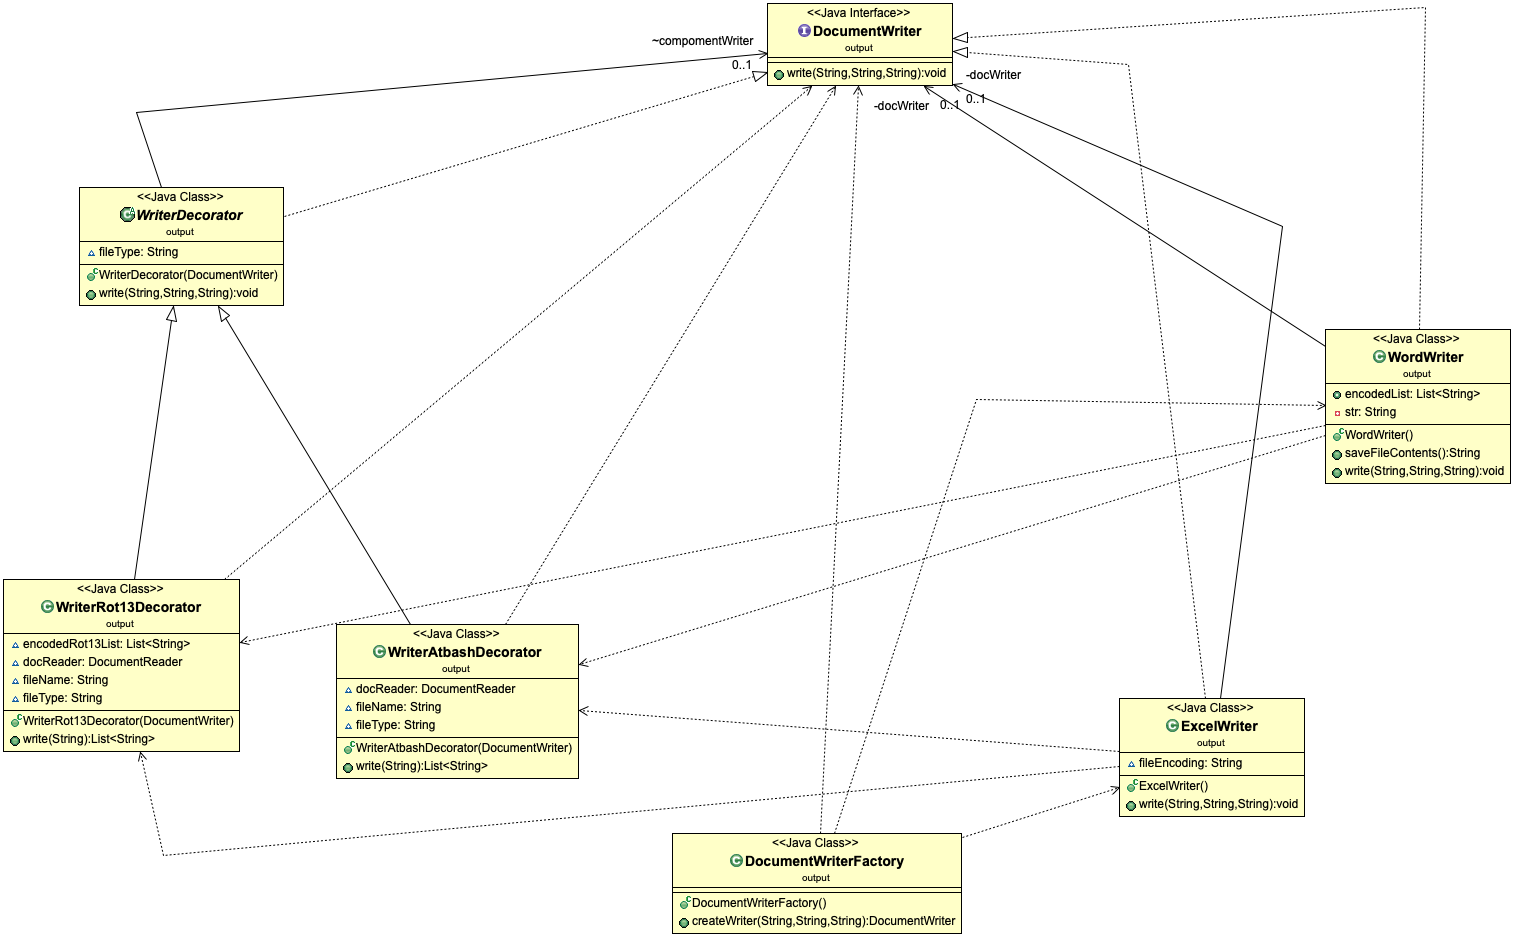 <<Java Interface>>
DocumentWriter
output
write(String,String,String):void
~compomentWriter
0..1
-docWriter
0..1
-docWriter
0..1
<<Java Class>>
WriterDecorator
output
fileType: String
WriterDecorator(DocumentWriter)
write(String,String,String):void
<<Java Class>>
WordWriter
output
encodedList: List<String>
str: String
WordWriter()
saveFileContents():String
write(String,String,String):void
<<Java Class>>
WriterRot13Decorator
output
encodedRot13List: List<String>
docReader: DocumentReader
fileName: String
fileType: String
WriterRot13Decorator(DocumentWriter)
write(String):List<String>
<<Java Class>>
WriterAtbashDecorator
output
docReader: DocumentReader
fileName: String
fileType: String
WriterAtbashDecorator(DocumentWriter)
write(String):List<String>
<<Java Class>>
ExcelWriter
output
fileEncoding: String
ExcelWriter()
write(String,String,String):void
<<Java Class>>
DocumentWriterFactory
output
DocumentWriterFactory()
createWriter(String,String,String):DocumentWriter